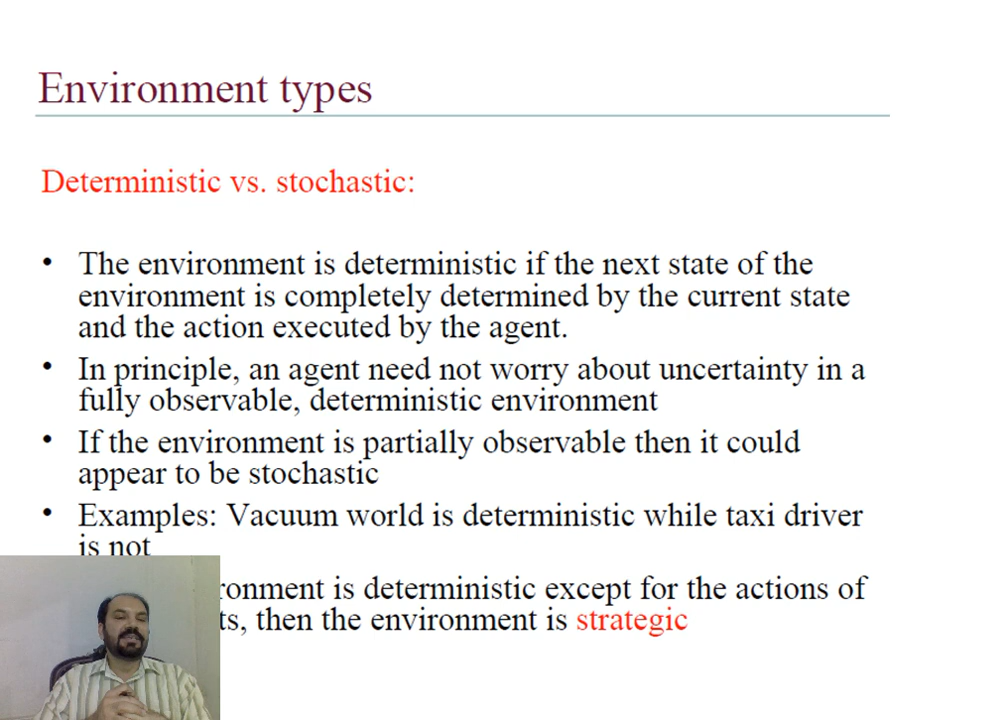 Environment types
Deterministic vs. stochastic:
• The environment is deterministic if the next state of the
environment is completely determined by the current state
and the action executed by the agent.
• In principle, an agent need not worry about uncertainty in a
fully observable, deterministic environment
• If the environment is partially observable then it could
appear to be stochastic
• Examples: Vacuum world is deterministic while taxi driver
is not
ronment is deterministic except for the actions of
ts, then the environment is strategic